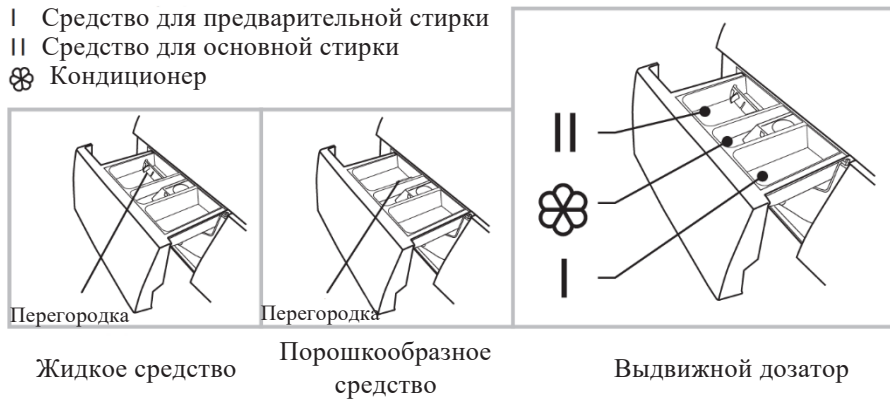 I Средство для предварительной стирки
II Средство для основной стирки
Кондиционер
II
I
Перегородка
Перегородка
Жидкое средство
Порошкообразное
средство
Выдвижной дозатор